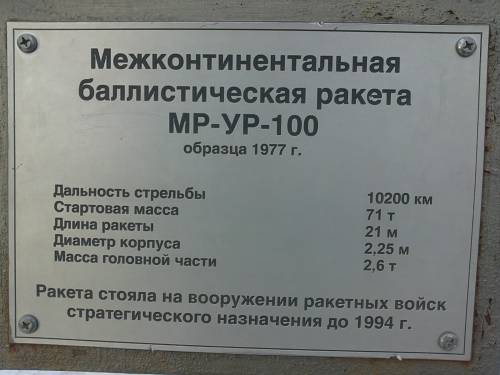 Межконтинентальная
баллистическая ракета
МР-УР-100
образца 1977 г.
Дальность стрельбы 10200 км
Стартовая масса 71 т
Длина ракеты 21 м
Диаметр корпуса 2,25 м
Масса головной части 2,6 т
Ракета стояла на вооружении ракетных войск
стратегического назначения до 1994 г.